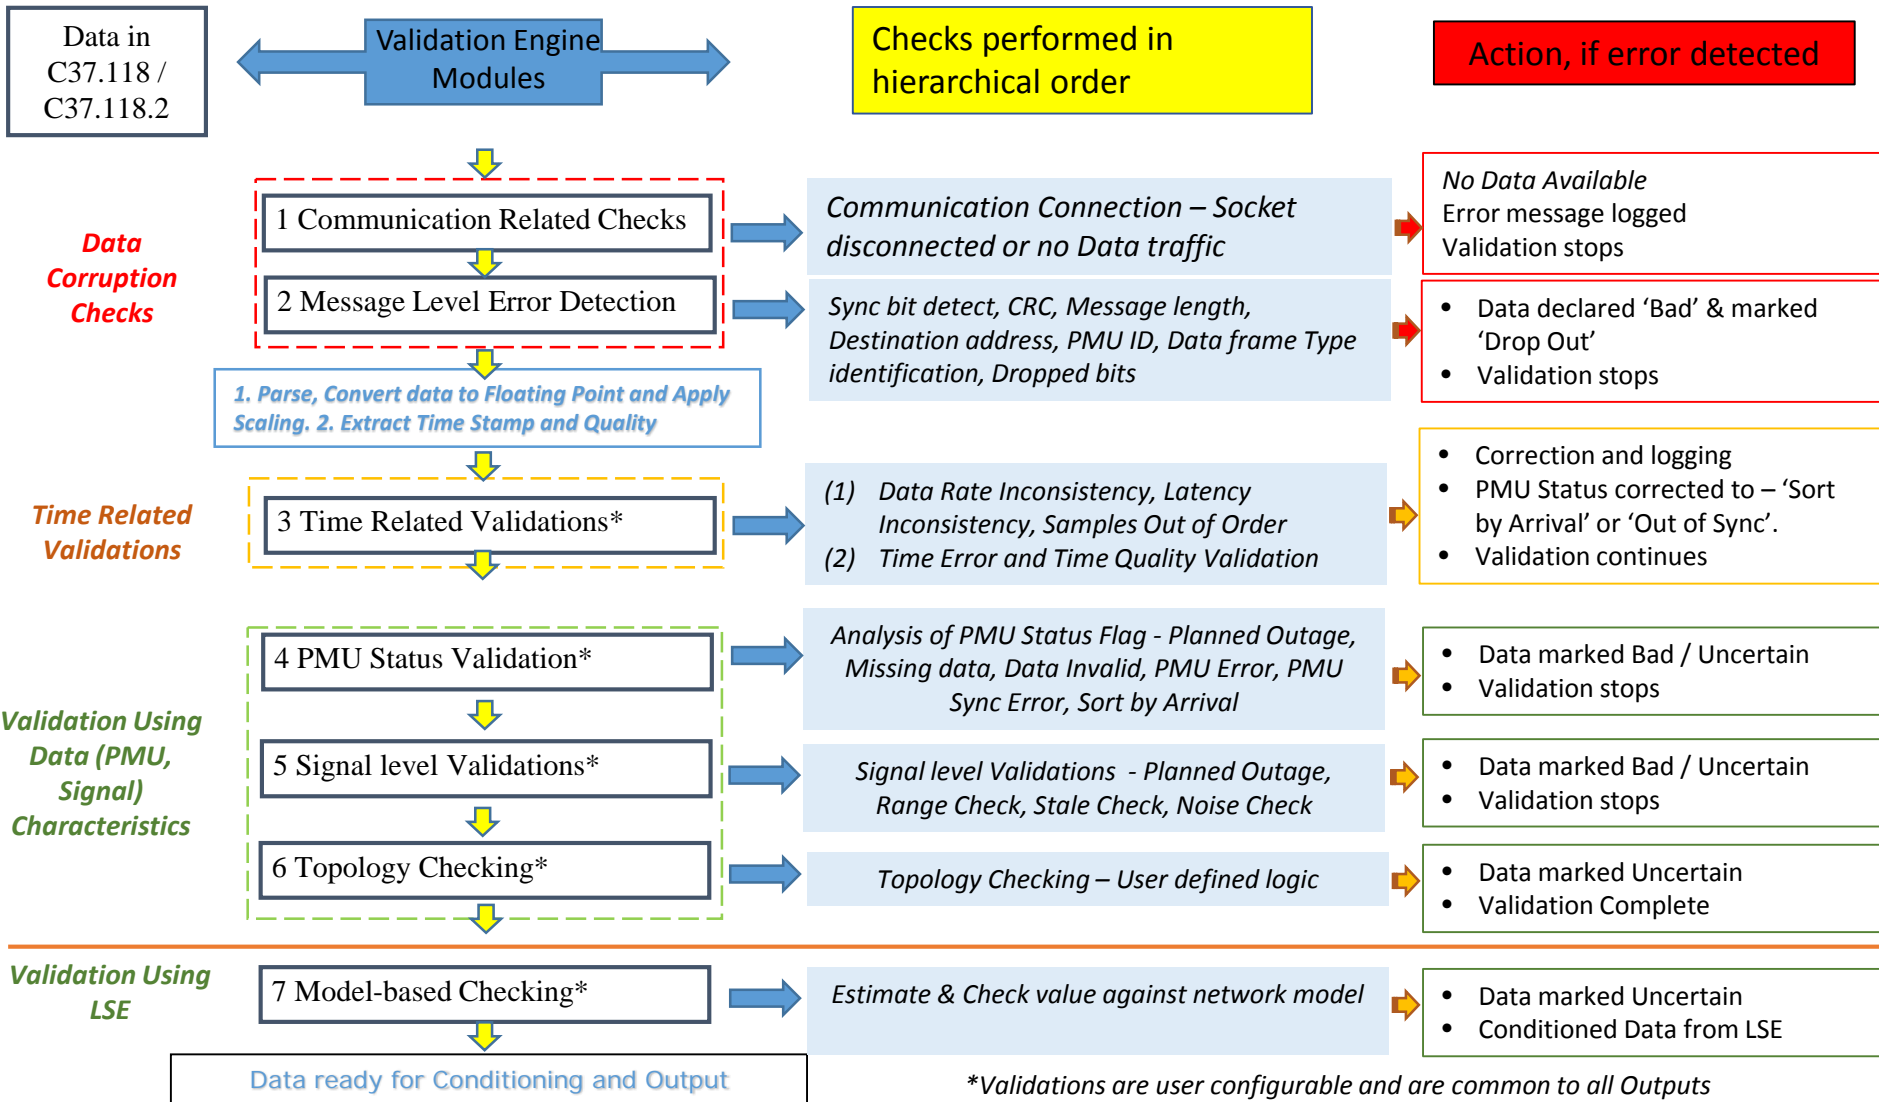 Data in
C37.118 /
C37.118.2
Validation Engine
Modules
Checks performed in
hierarchical order
Action, if error detected
Data
Corruption
Checks
1 Communication Related Checks
Communication Connection – Socket
disconnected or no Data traffic
No Data Available
Error message logged
Validation stops
2 Message Level Error Detection
Sync bit detect, CRC, Message length,
Destination address, PMU ID, Data frame Type
identification, Dropped bits
• Data declared ‘Bad’ & marked
‘Drop Out’
• Validation stops
1. Parse, Convert data to Floating Point and Apply
Scaling. 2. Extract Time Stamp and Quality
Time Related
Validations
3 Time Related Validations*
(1) Data Rate Inconsistency, Latency
Inconsistency, Samples Out of Order
(2) Time Error and Time Quality Validation
• Correction and logging
• PMU Status corrected to – ‘Sort
by Arrival’ or ‘Out of Sync’.
• Validation continues
Validation Using
Data (PMU,
Signal)
Characteristics
4 PMU Status Validation*
Analysis of PMU Status Flag - Planned Outage,
Missing data, Data Invalid, PMU Error, PMU
Sync Error, Sort by Arrival
• Data marked Bad / Uncertain
• Validation stops
5 Signal level Validations*
Signal level Validations - Planned Outage,
Range Check, Stale Check, Noise Check
• Data marked Bad / Uncertain
• Validation stops
6 Topology Checking*
Topology Checking – User defined logic
• Data marked Uncertain
• Validation Complete
Validation Using
LSE
7 Model-based Checking*
Estimate & Check value against network model
• Data marked Uncertain
• Conditioned Data from LSE
Data ready for Conditioning and Output
*Validations are user configurable and are common to all Outputs